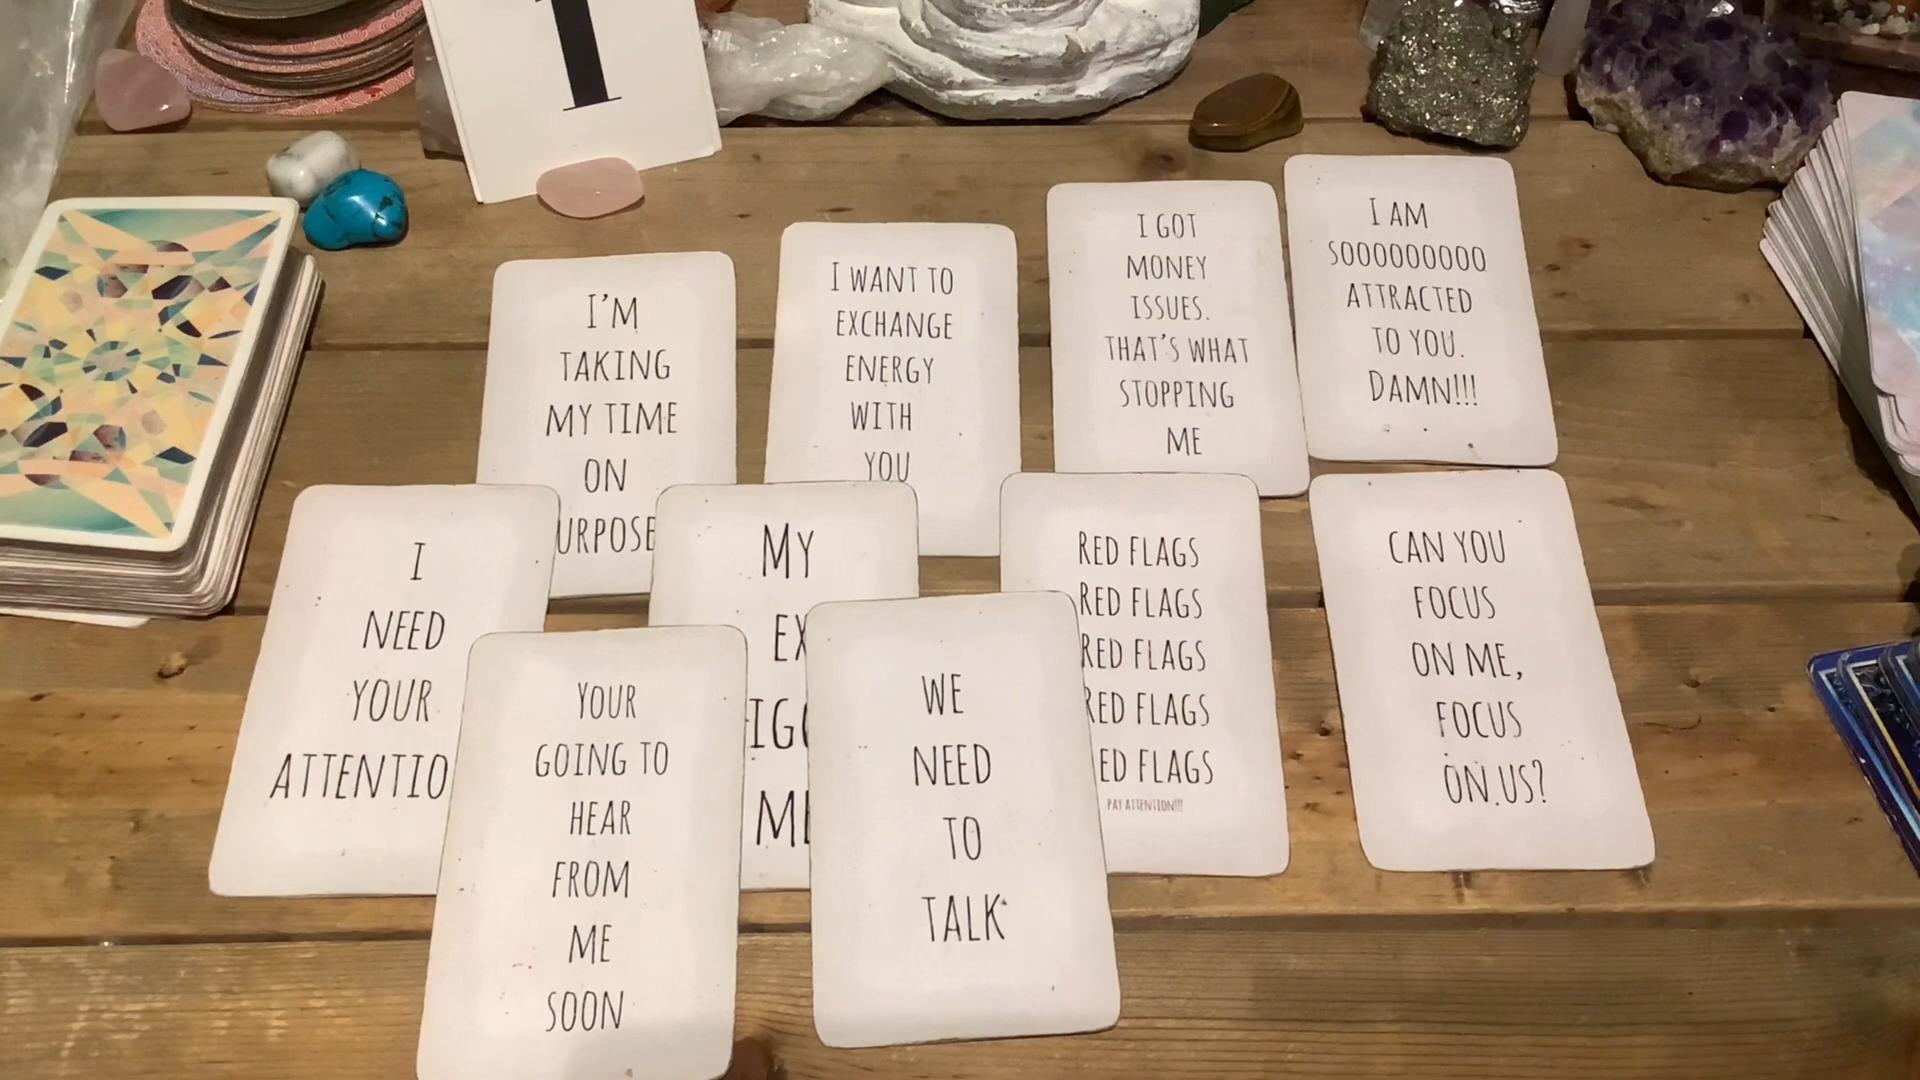 1
I'M
TAKING
MY TIME
ON
URPOSE
I WANT TO
EXCHANGE
ENERGY
WITH
YOU
I GOT
MONEY
ISSUES.
THAT'S WHAT
STOPPING
ME
I AM
SOOOOOOOOO
ATTRACTED
TO YOU.
DAMN!!!
I
NEED
YOUR
ATTENTIO
MY
EX
IG
ME
RED FLAGS
RED FLAGS
RED FLAGS
RED FLAGS
ED FLAGS
PAY ATTENTION!!!
CAN YOU
FOCUS
ON ME,
FOCUS
ON US?
YOUR
GOING TO
HEAR
FROM
ME
SOON
WE
NEED
TO
TALK